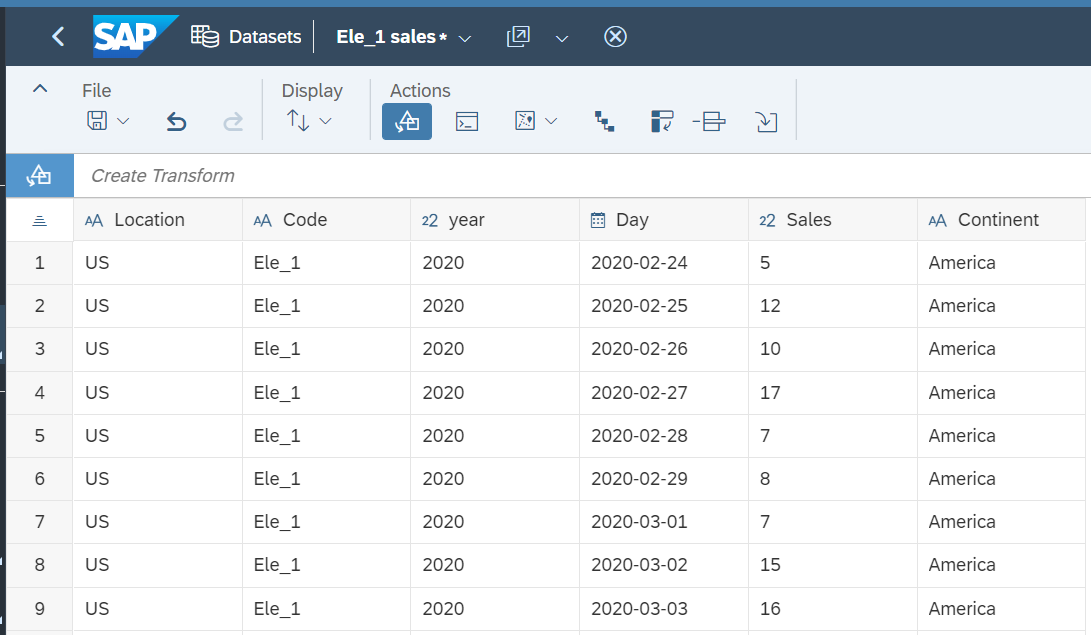 SAP Datasets Ele_1 sales*
File Display Actions
Create Transform
AA Location AA Code 22 year Day 22 Sales AA Continent
1 US Ele_1 2020 2020-02-24 5 America
2 US Ele_1 2020 2020-02-25 12 America
3 US Ele_1 2020 2020-02-26 10 America
4 US Ele_1 2020 2020-02-27 17 America
5 US Ele_1 2020 2020-02-28 7 America
6 US Ele_1 2020 2020-02-29 8 America
7 US Ele_1 2020 2020-03-01 7 America
8 US Ele_1 2020 2020-03-02 15 America
9 US Ele_1 2020 2020-03-03 16 America